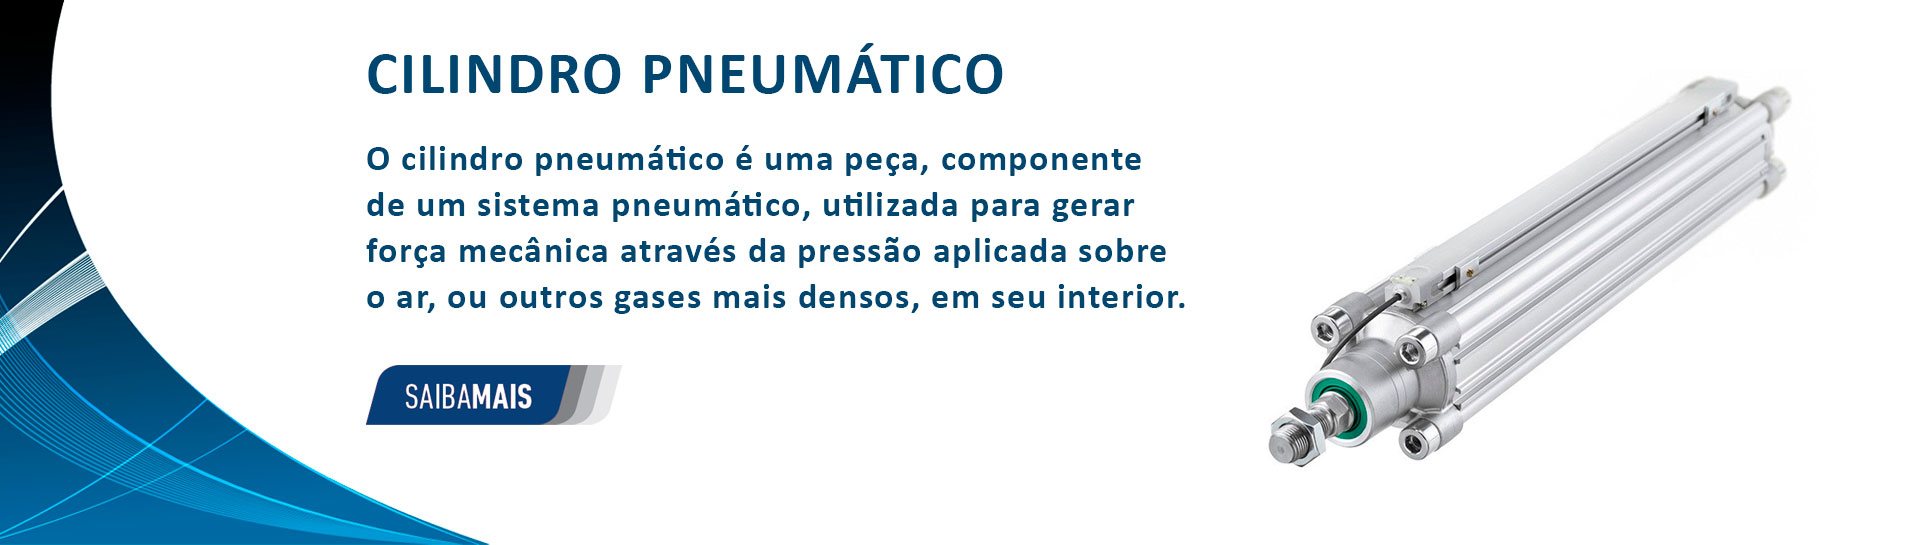 CILINDRO PNEUMÁTICO
O cilindro pneumático é uma peça, componente
de um sistema pneumático, utilizada para gerar
força mecânica através da pressão aplicada sobre
o ar, ou outros gases mais densos, em seu interior.
SAIBAMAIS